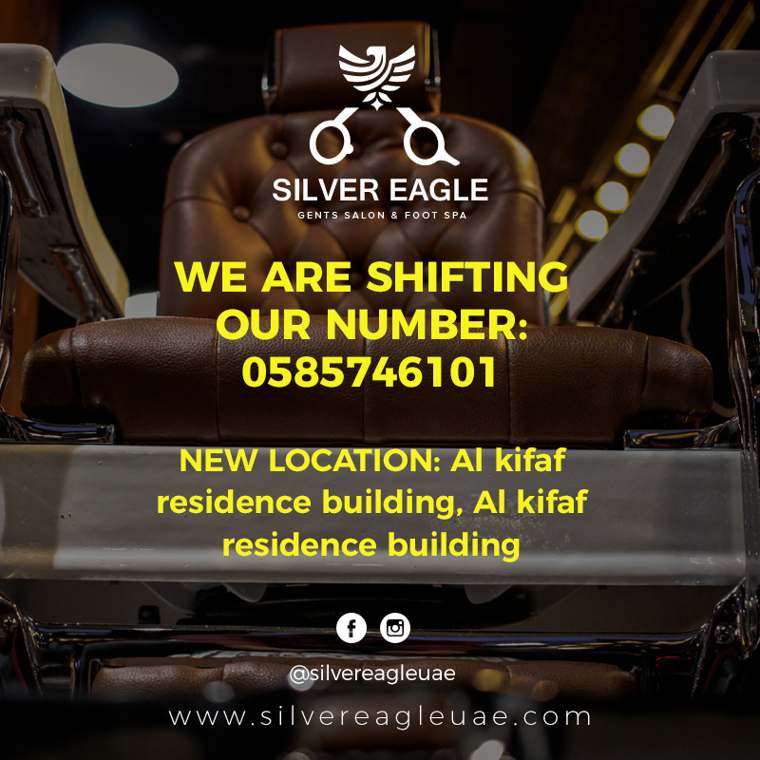 SILVER EAGLE
GENTS SALON & FOOT SPA
WE ARE SHIFTING
OUR NUMBER:
0585746101
NEW LOCATION: Al kifaf
residence building, Al kifaf
residence building
@silvereagleuae
www.silvereagleuae.com